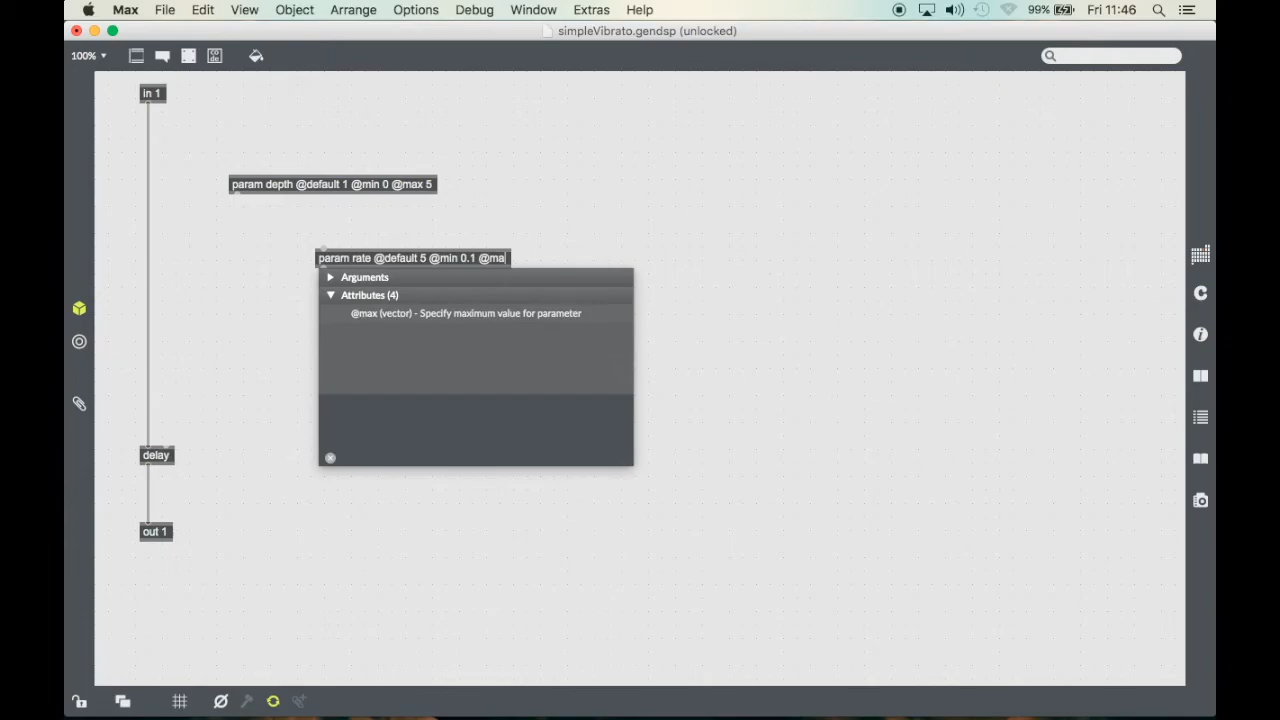 Max File Edit View Object Arrange Options Debug Window Extras Help 99% Fri 11:46
simpleVibrato.gendsp (unlocked)
100%
in 1
param depth @default 1 @min 0 @max 5
param rate @default 5 @min 0.1 @ma
Arguments
Attributes (4)
@max (vector) - Specify maximum value for parameter
delay
out 1